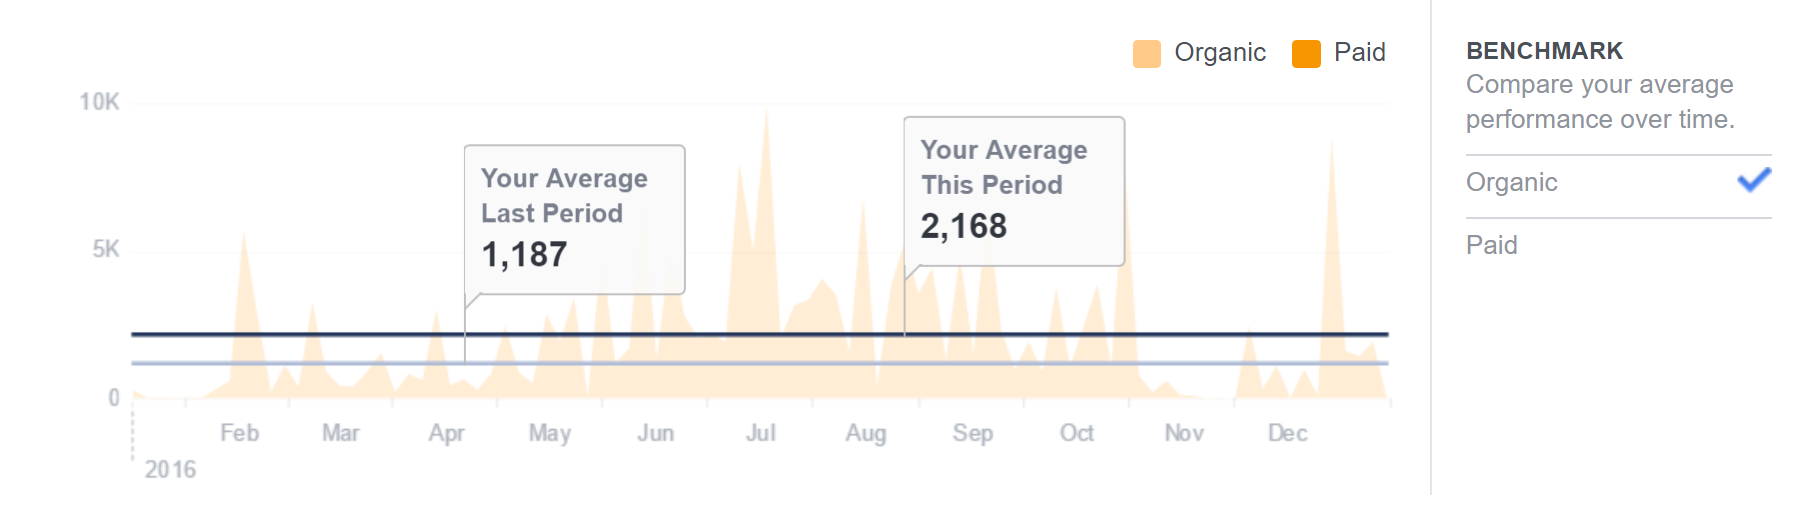 Organic Paid
10K
5K
0
Your Average
Last Period
1,187
Your Average
This Period
2,168
Feb Mar Apr May Jun Jul Aug Sep Oct Nov Dec
2016
BENCHMARK
Compare your average
performance over time.
Organic
Paid